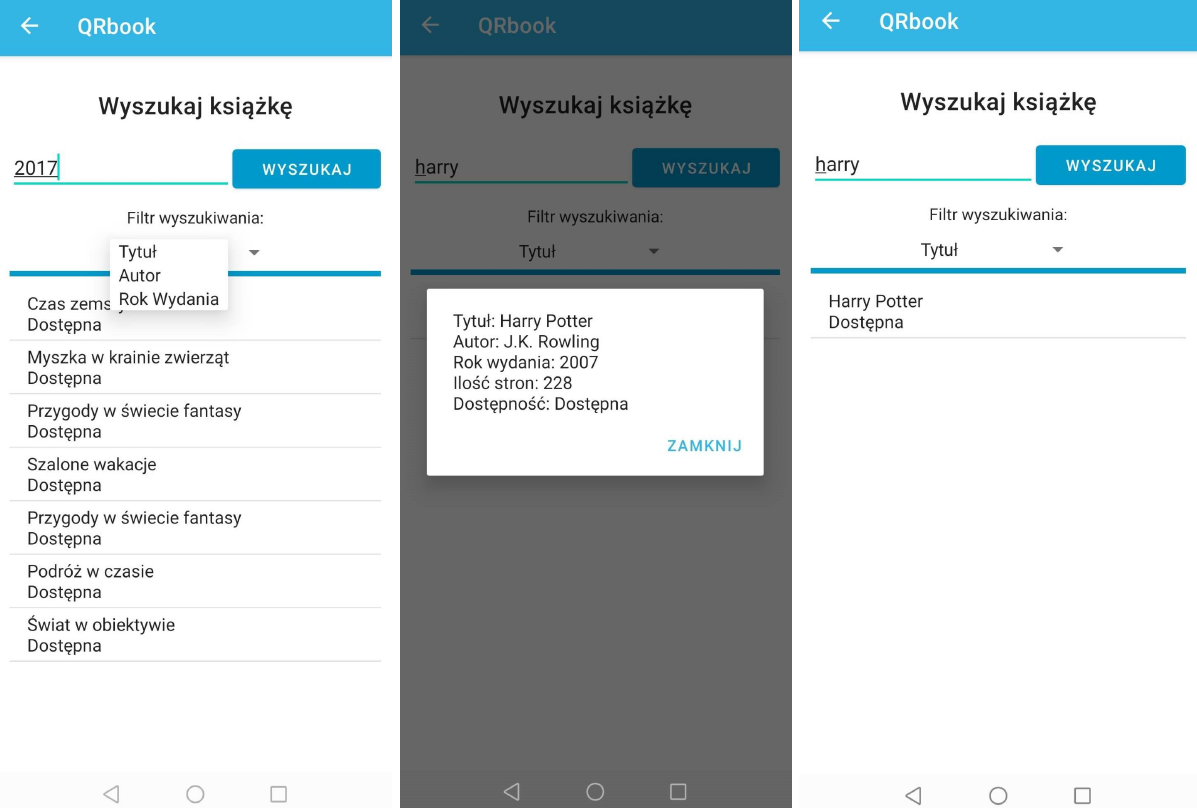 QRbook
Wyszukaj książkę
2017
WYSZUKAJ
Filtr wyszukiwania:
Tytuł
Autor
Rok Wydania
Czas zems
Dostępna
Myszka w krainie zwierząt
Dostępna
Przygody w świecie fantasy
Dostępna
Szalone wakacje
Dostępna
Przygody w świecie fantasy
Dostępna
Podróż w czasie
Dostępna
Świat w obiektywie
Dostępna
QRbook
Wyszukaj książkę
harry
WYSZUKAJ
Filtr wyszukiwania:
Tytuł
Tytuł: Harry Potter
Autor: J.K. Rowling
Rok wydania: 2007
Ilość stron: 228
Dostępność: Dostępna
ZAMKNIJ
QRbook
Wyszukaj książkę
harry
WYSZUKAJ
Filtr wyszukiwania:
Tytuł
Harry Potter
Dostępna